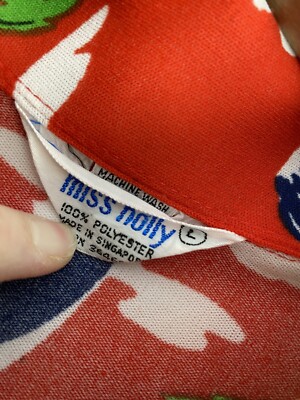 MACHINE WASH
miss holly
100% POLYESTER
MADE IN SINGAPORE
L